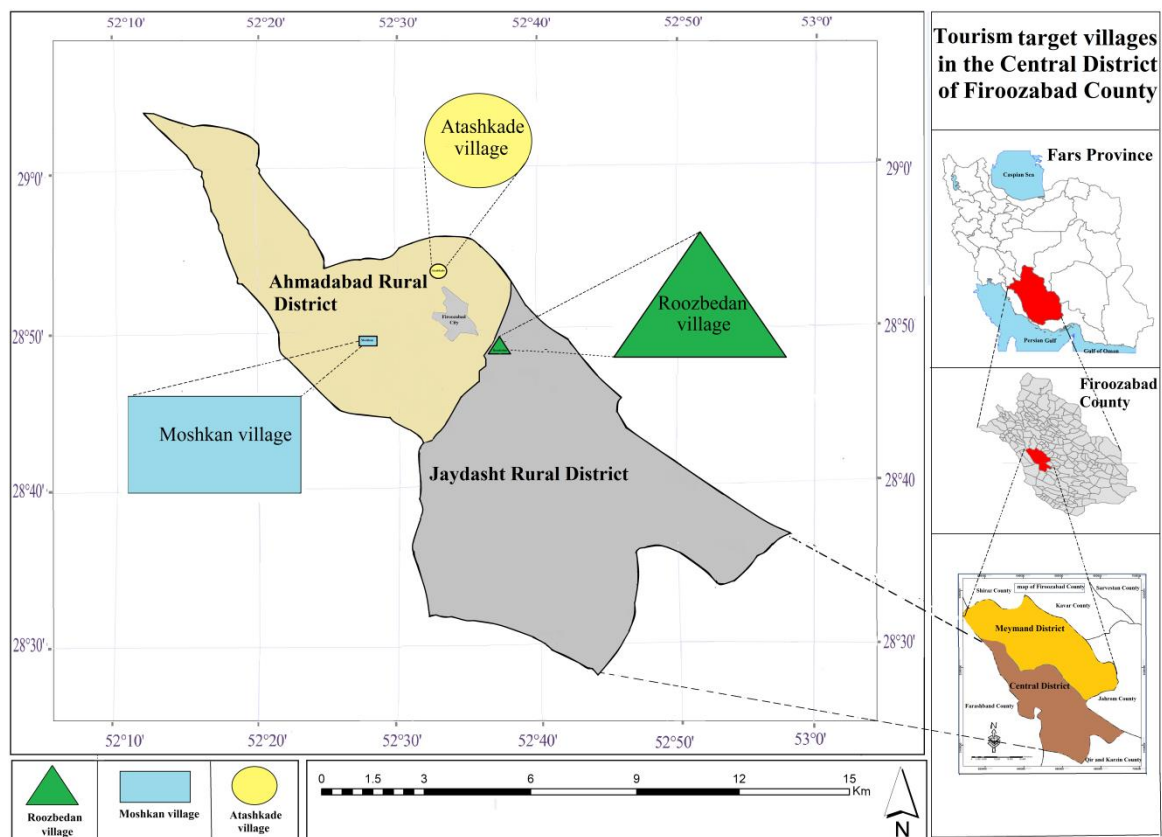 52°10'
52°20'
52°30'
52°40'
52°50'
53°0'
Atashkade
village
29°0'
29°0'
Ahmadabad Rural
District
Firoozabad
City
Roozbedan
village
28°50'
28°50'
Moshkan village
Jaydasht Rural District
28°40'
28°40'
28°30'
28°30'
52°10'
52°20'
52°30'
52°40'
52°50'
53°0'
Roozbedan
village
Moshkan village
Atashkade
village
0 1.5 3 6 9 12 15
Km
N
Tourism target villages
in the Central District
of Firoozabad County
Fars Province
Caspian Sea
Persian Gulf
Gulf of Oman
Firoozabad
County
map of Firoozabad County
Shiraz County
Sarvestan County
Kavar County
Meymand District
Central District
Jahrom County
Farashband County
Qir and Karzin County